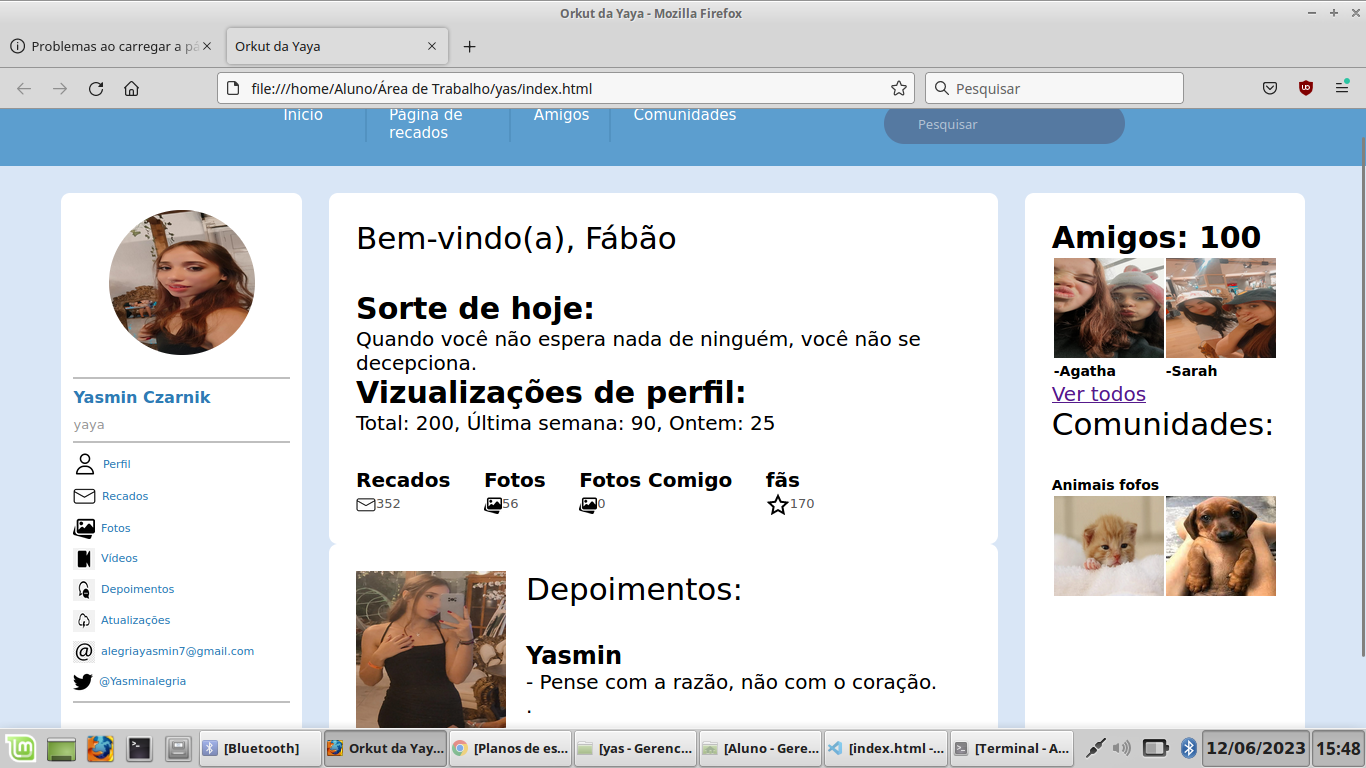 Orkut da Yaya - Mozilla Firefox
Problemas ao carregar a pá
Orkut da Yaya
file:///home/Aluno/Área de Trabalho/yas/index.html
Pesquisar
Início
Página de
recados
Amigos
Comunidades
Pesquisar
Yasmin Czarnik
yaya
Perfil
Recados
Fotos
Vídeos
Depoimentos
Atualizações
alegriayasmin7@gmail.com
@Yasminalegria
Bem-vindo(a), Fábão
Sorte de hoje:
Quando você não espera nada de ninguém, você não se
decepciona.
Vizualizações de perfil:
Total: 200, Última semana: 90, Ontem: 25
Recados Fotos Fotos Comigo fãs
352 56 0 170
Depoimentos:
Yasmin
- Pense com a razão, não com o coração.
.
Amigos: 100
-Agatha -Sarah
Ver todos
Comunidades:
Animais fofos
[Bluetooth]
Orkut da Yay...
[Planos de es...
[yas - Gerenc...
[Aluno - Gere...
[index.html -...
[Terminal - A...
12/06/2023
15:48